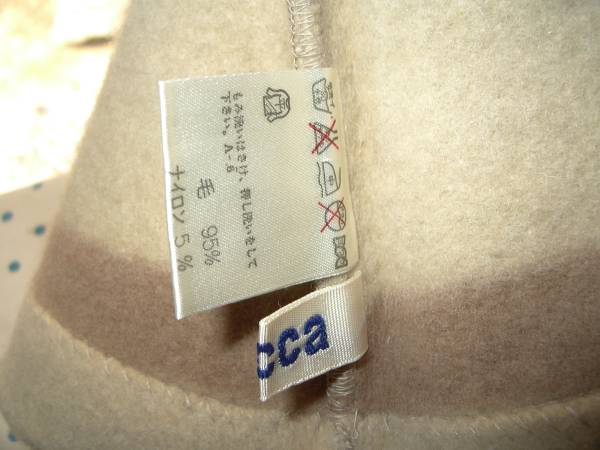 もみ洗いはさけ、押し洗いをして
下さい。A-6
毛 95%
ナイロン 5%
cca